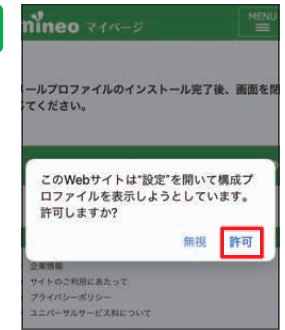 mineo マイページ
MENU
ールプロファイルのインストール完了後、画面を閉
てください。
このWebサイトは"設定"を開いて構成プ
ロファイルを表示しようとしています。
許可しますか?
無視 許可
企業情報
サイトのご利用にあたって
プライバシーポリシー
ユニバーサルサービス料について